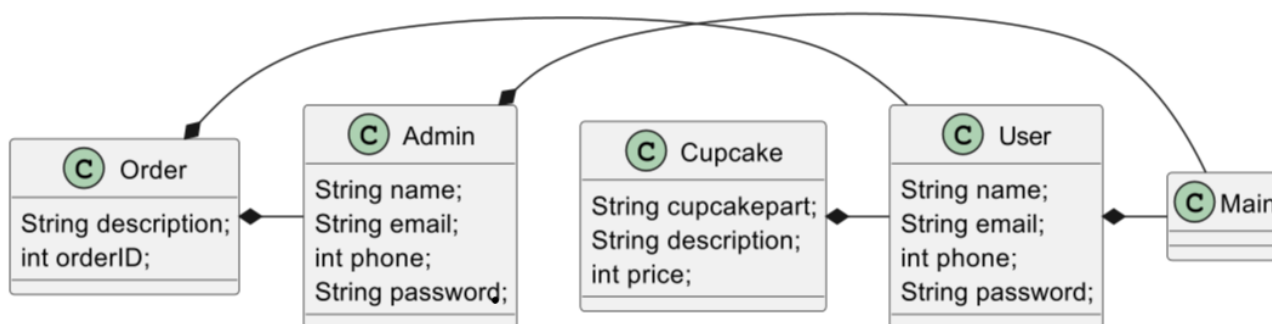 C Order
String description;
int orderID;
C Admin
String name;
String email;
int phone;
String password;
C Cupcake
String cupcakepart;
String description;
int price;
C User
String name;
String email;
int phone;
String password;
C Main